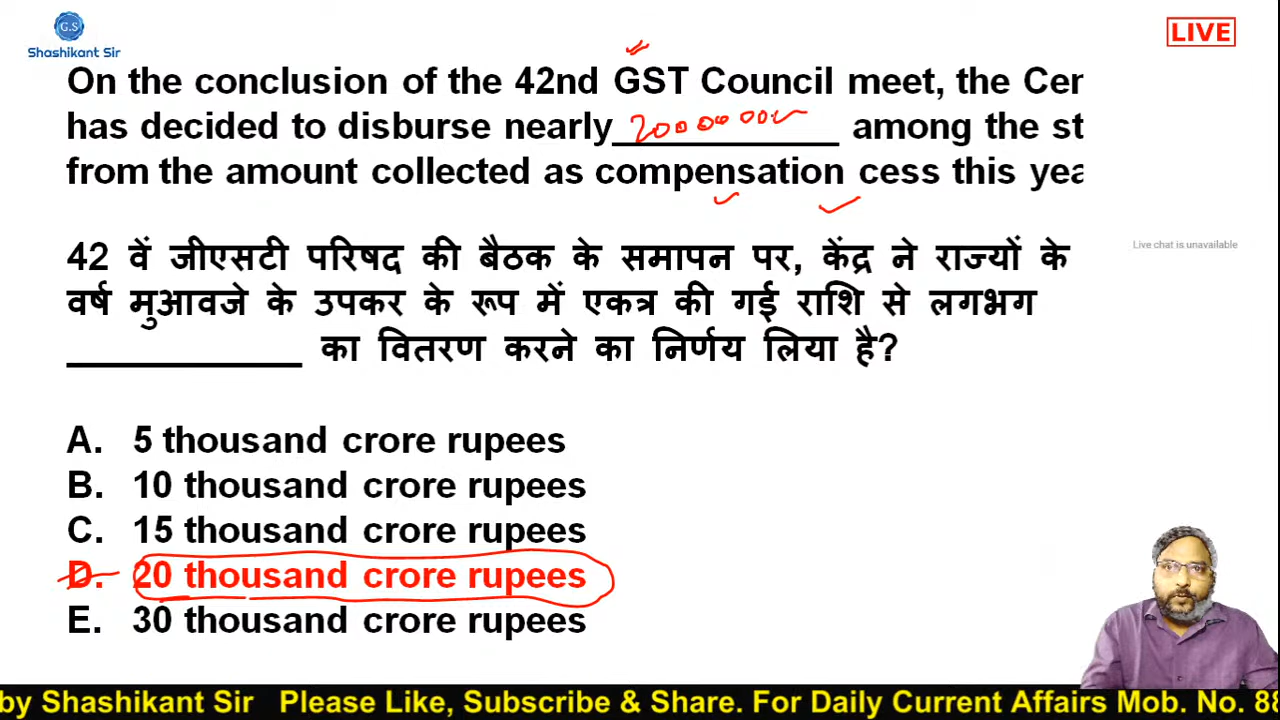 G.S
Shashikant Sir
LIVE
On the conclusion of the 42nd GST Council meet, the Cen
has decided to disburse nearly____________ among the st
from the amount collected as compensation cess this yea
Live chat is unavailable
42 वें जीएसटी परिषद की बैठक के समापन पर, केंद्र ने राज्यों के
वर्ष मुआवजे के उपकर के रूप में एकत्र की गई राशि से लगभग
____________ का वितरण करने का निर्णय लिया है?
A. 5 thousand crore rupees
B. 10 thousand crore rupees
C. 15 thousand crore rupees
D. 20 thousand crore rupees
E. 30 thousand crore rupees
by Shashikant Sir Please Like, Subscribe & Share. For Daily Current Affairs Mob. No. 88